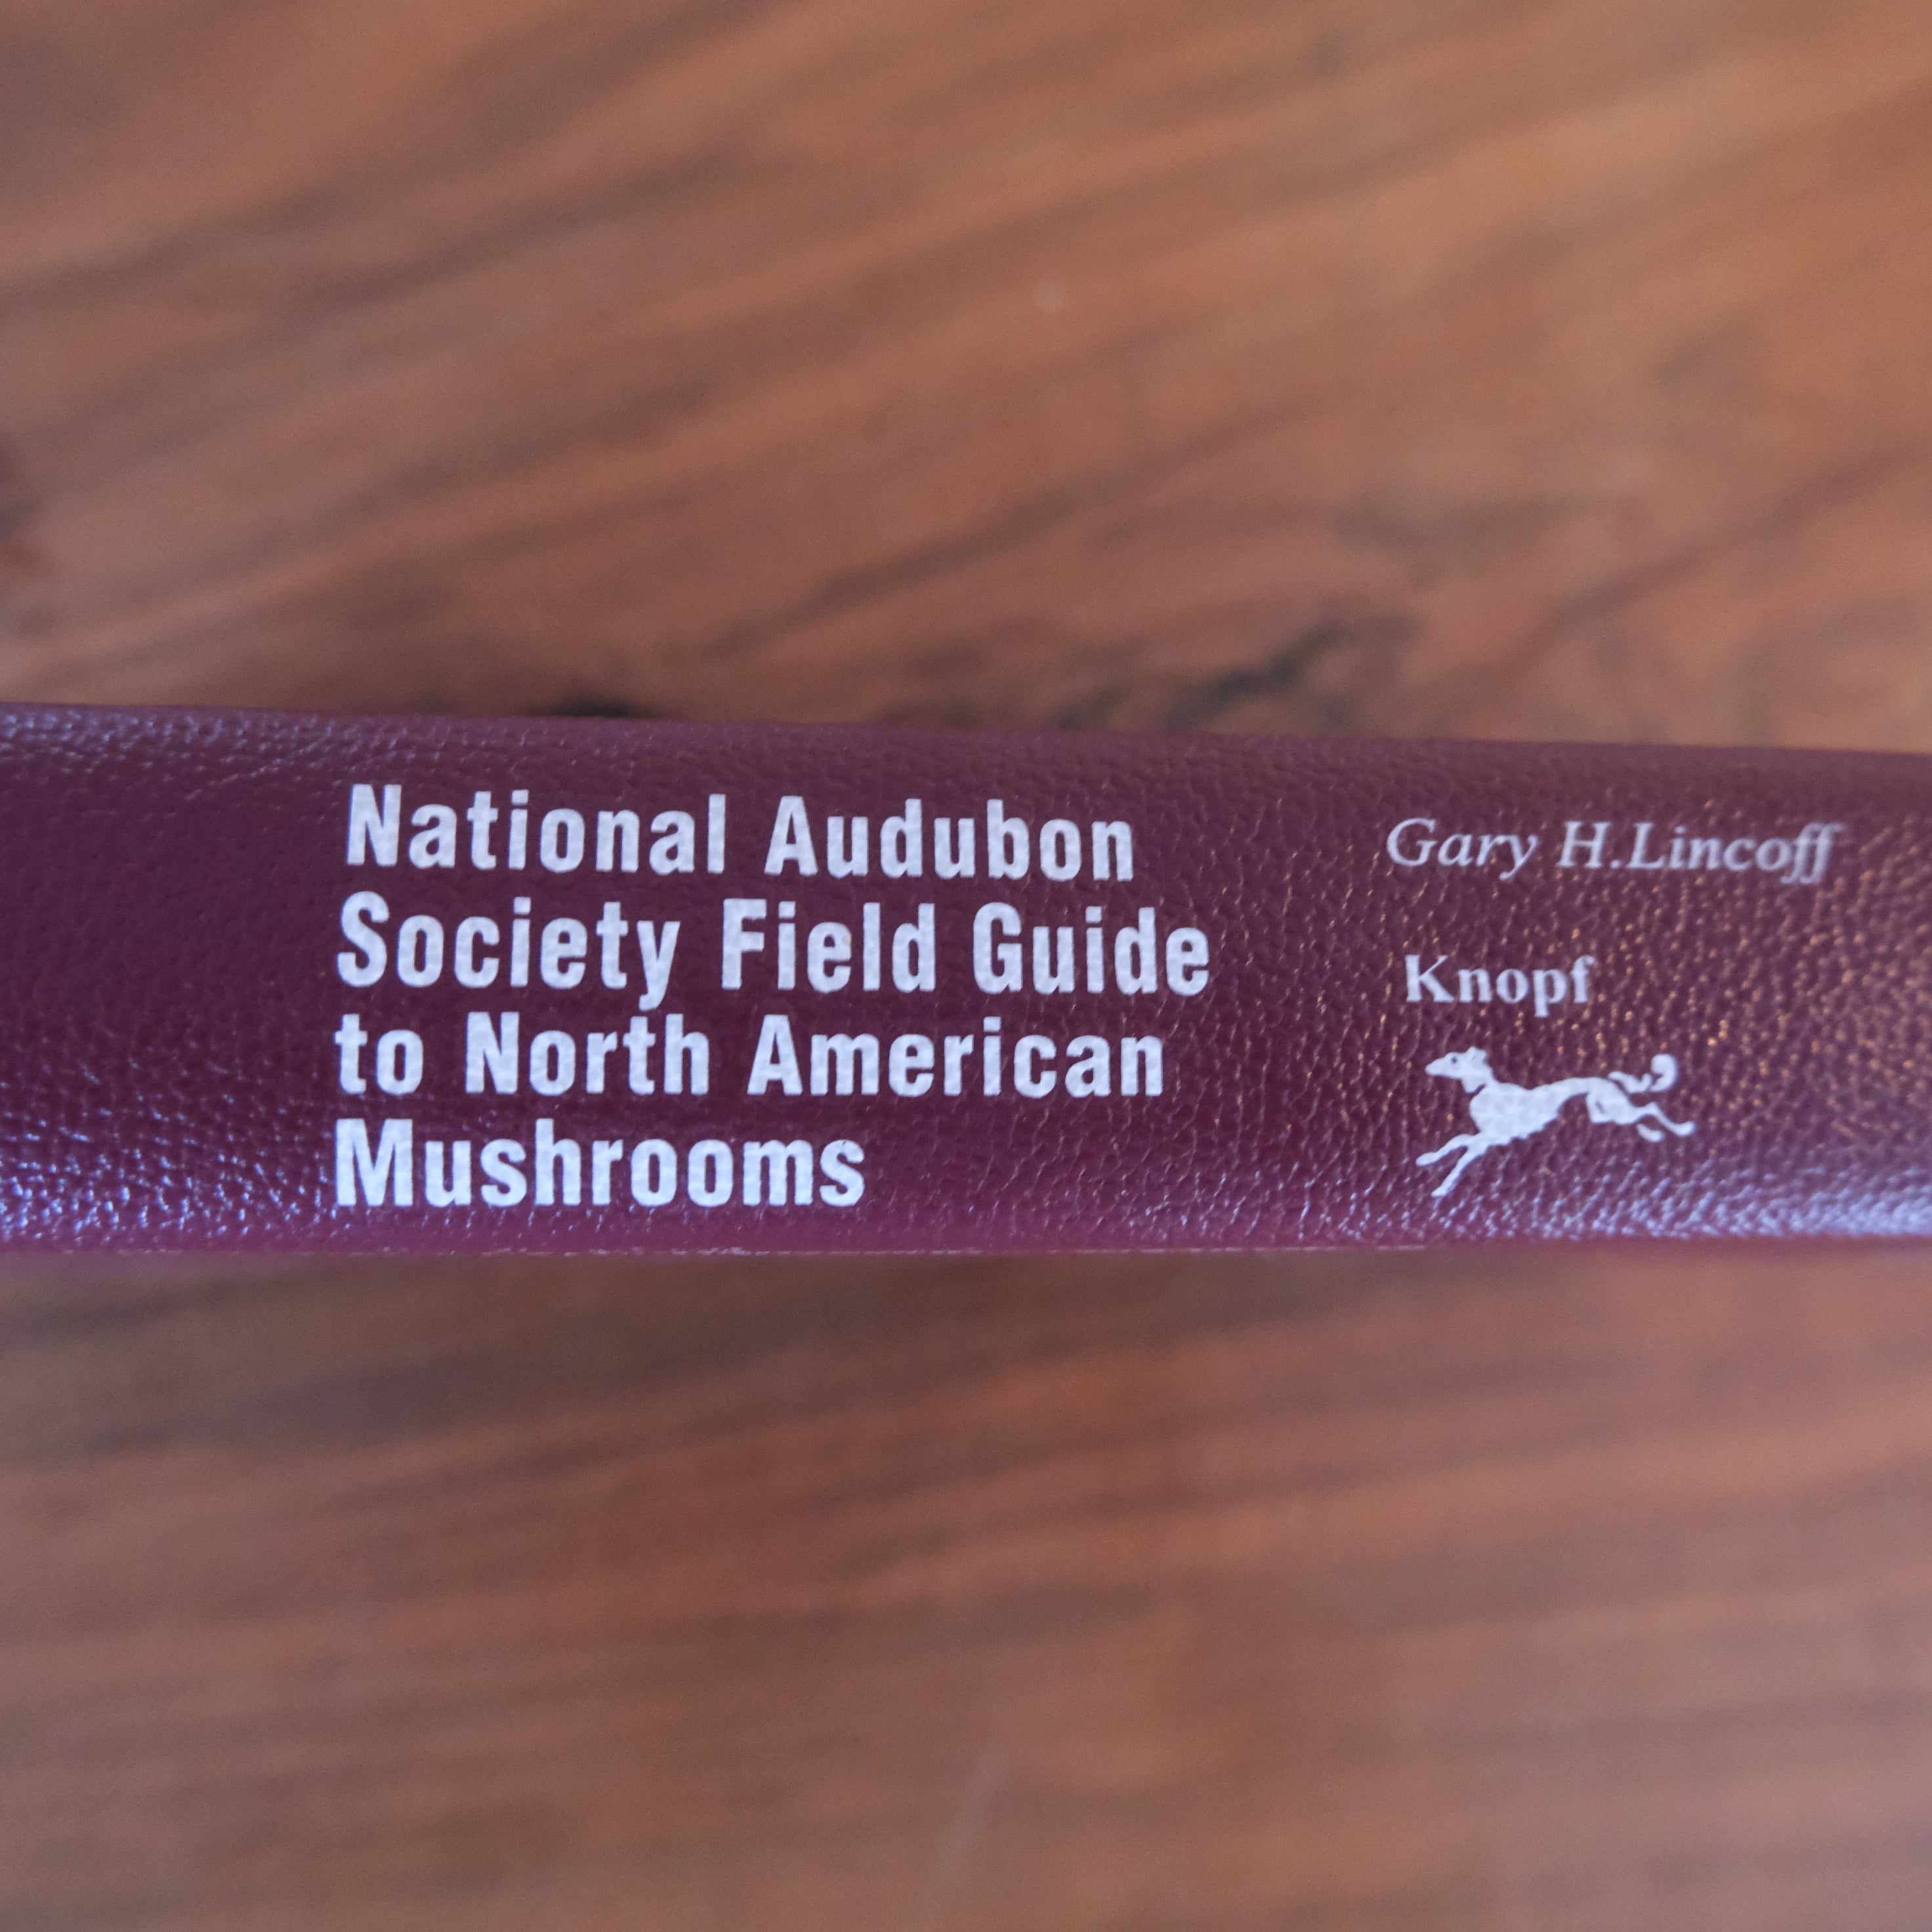 National Audubon
Society Field Guide
to North American
Mushrooms
Gary H.Lincoff
Knopf